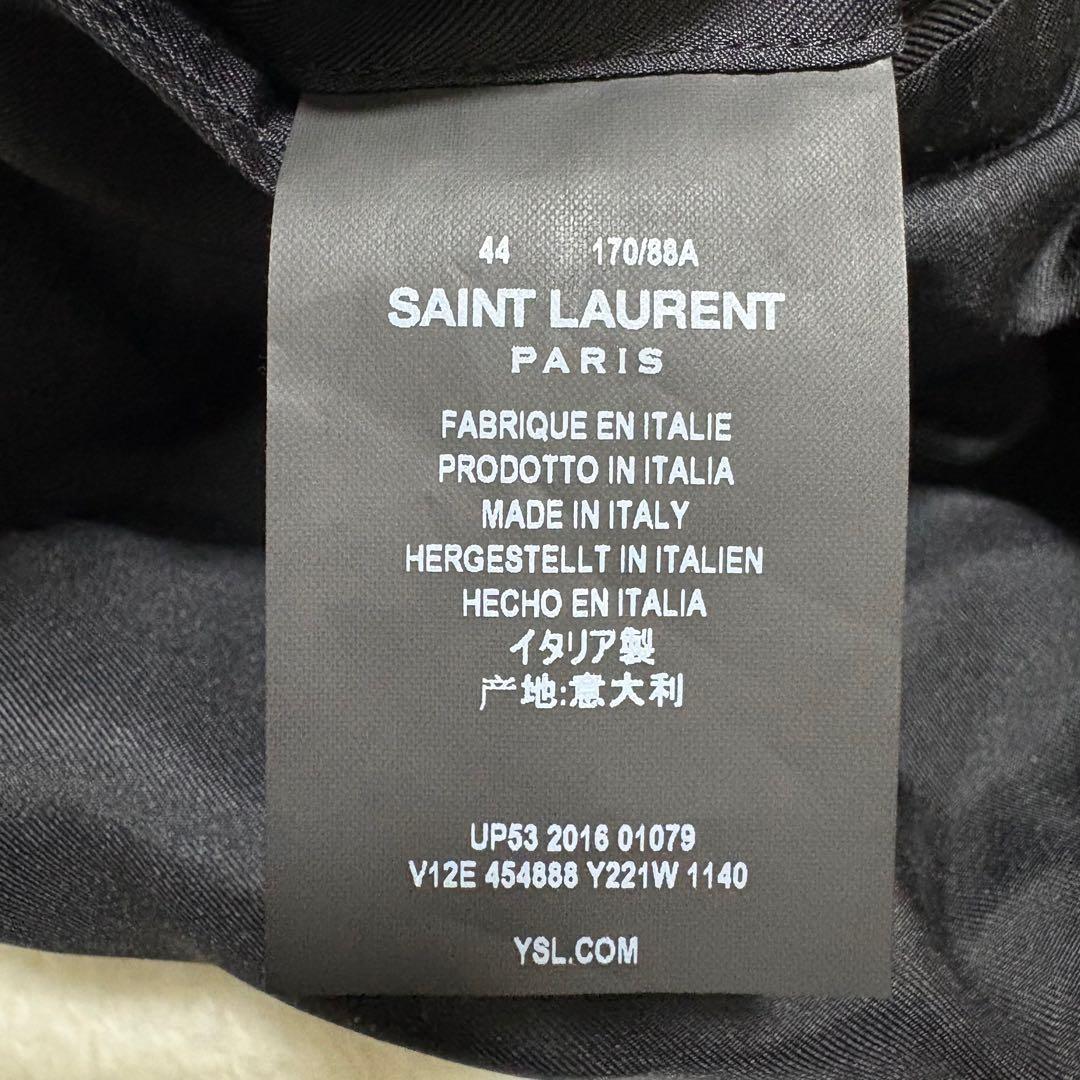 44 170/88A
SAINT LAURENT
PARIS
FABRIQUE EN ITALIE
PRODOTTO IN ITALIA
MADE IN ITALY
HERGESTELLT IN ITALIEN
HECHO EN ITALIA
イタリア製
产地:意大利
UP53 2016 01079
V12E 454888 Y221W 1140
YSL.COM